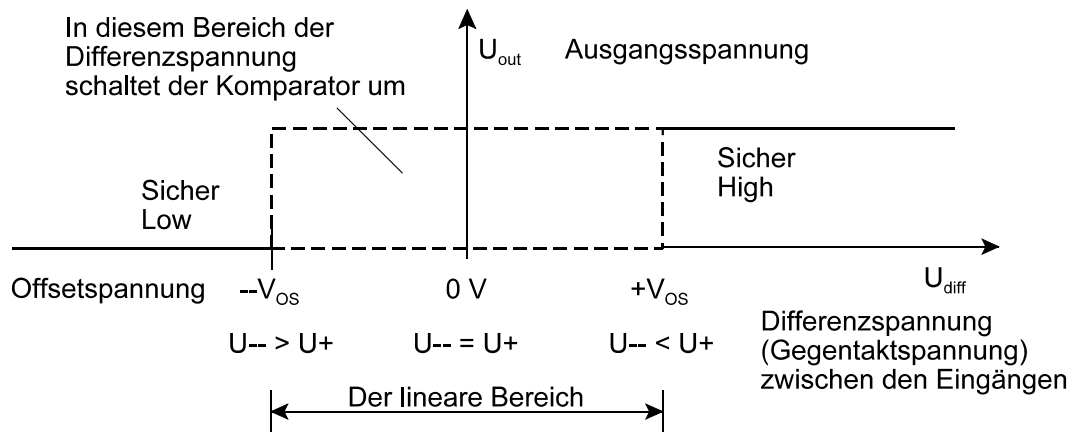 In diesem Bereich der
Differenzspannung
schaltet der Komparator um
U_out Ausgangsspannung
Sicher
Low
Sicher
High
Offsetspannung --V_OS 0 V +V_OS U_diff
U-- > U+ U-- = U+ U-- < U+
Differenzspannung
(Gegentaktspannung)
zwischen den Eingängen
Der lineare Bereich